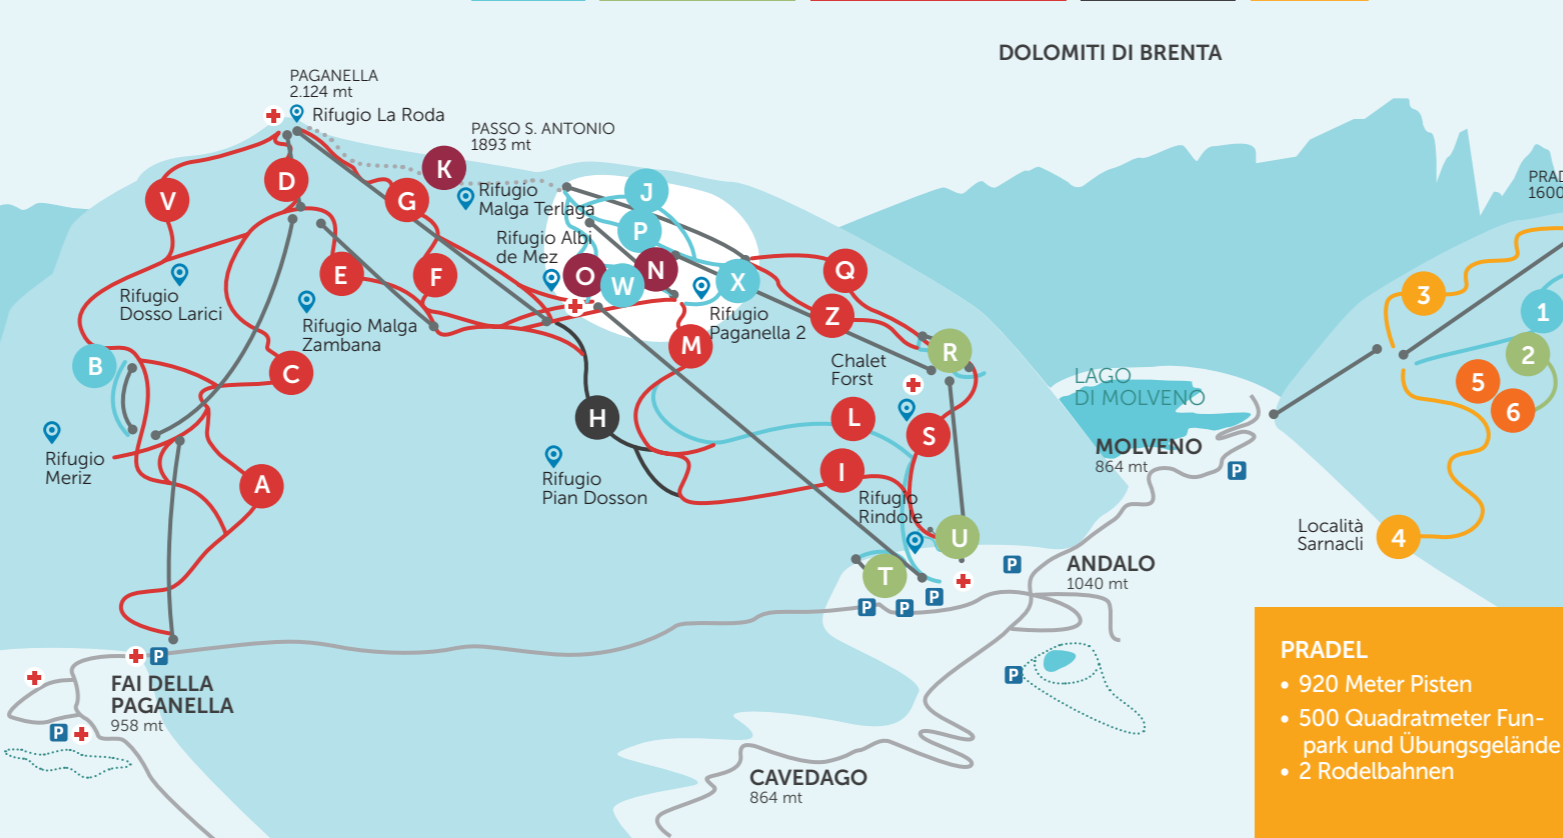 DOLOMITI DI BRENTA
PAGANELLA
2.124 mt
Rifugio La Roda
PASSO S. ANTONIO
1893 mt
K
J
V
D
G
Rifugio
Malga Terlaga
P
Rifugio Albi
de Mez
O
W
N
X
Q
E
F
Z
Rifugio
Dosso Larici
Rifugio Malga
Zambana
Rifugio
Paganella 2
M
R
Chalet
Forst
B
C
H
L
S
I
A
Rifugio
Meriz
Rifugio
Pian Dosson
Rifugio
Rindole
U
T
LAGO
DI MOLVENO
MOLVENO
864 mt
P
PRAD
1600
3
1
2
5
6
4
Località
Sarnacli
ANDALO
1040 mt
P
P
P
P
P
P
FAI DELLA
PAGANELLA
958 mt
P
CAVEDAGO
864 mt
PRADEL
• 920 Meter Pisten
• 500 Quadratmeter Fun-
park und Übungsgelände
• 2 Rodelbahnen